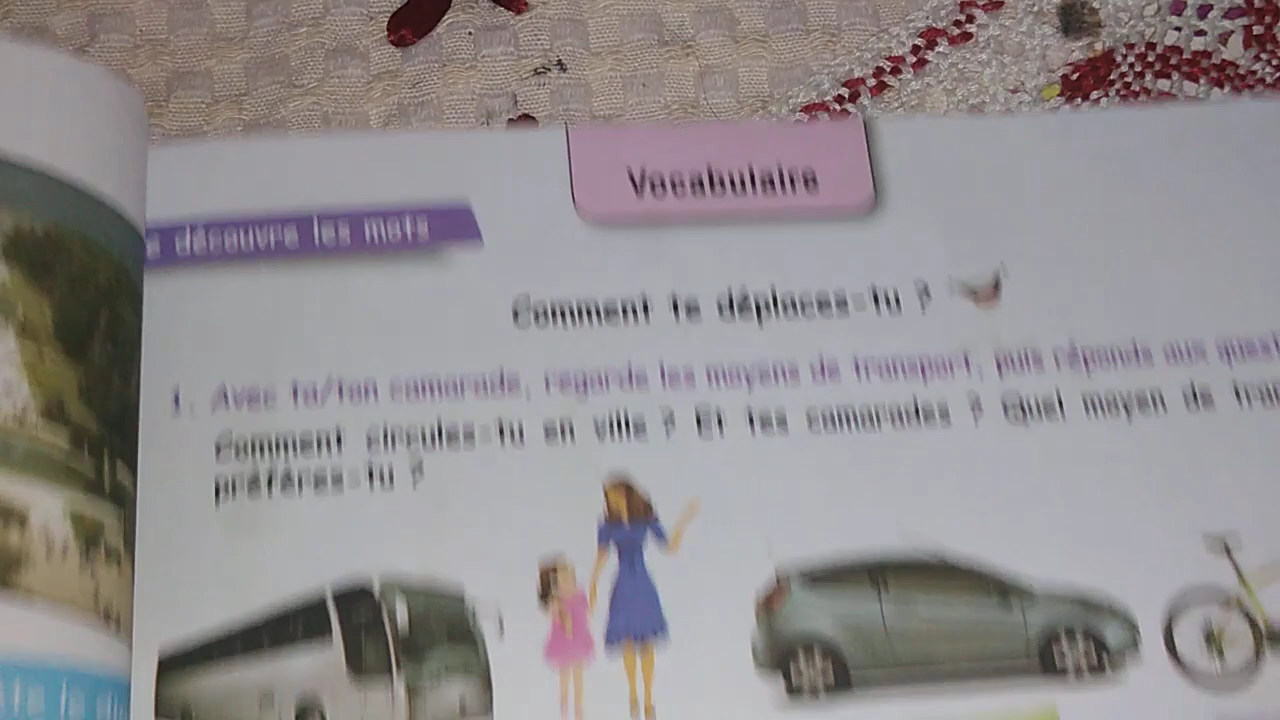 Vocabulaire
découvre les mots
Comment te déplaces-tu ?
1. Avec ta/ton camarade, regarde les moyens de transport, puis réponds aux
Comment circules-tu en ville ? Et tes camarades ? Quel moyen de
préfères-tu ?